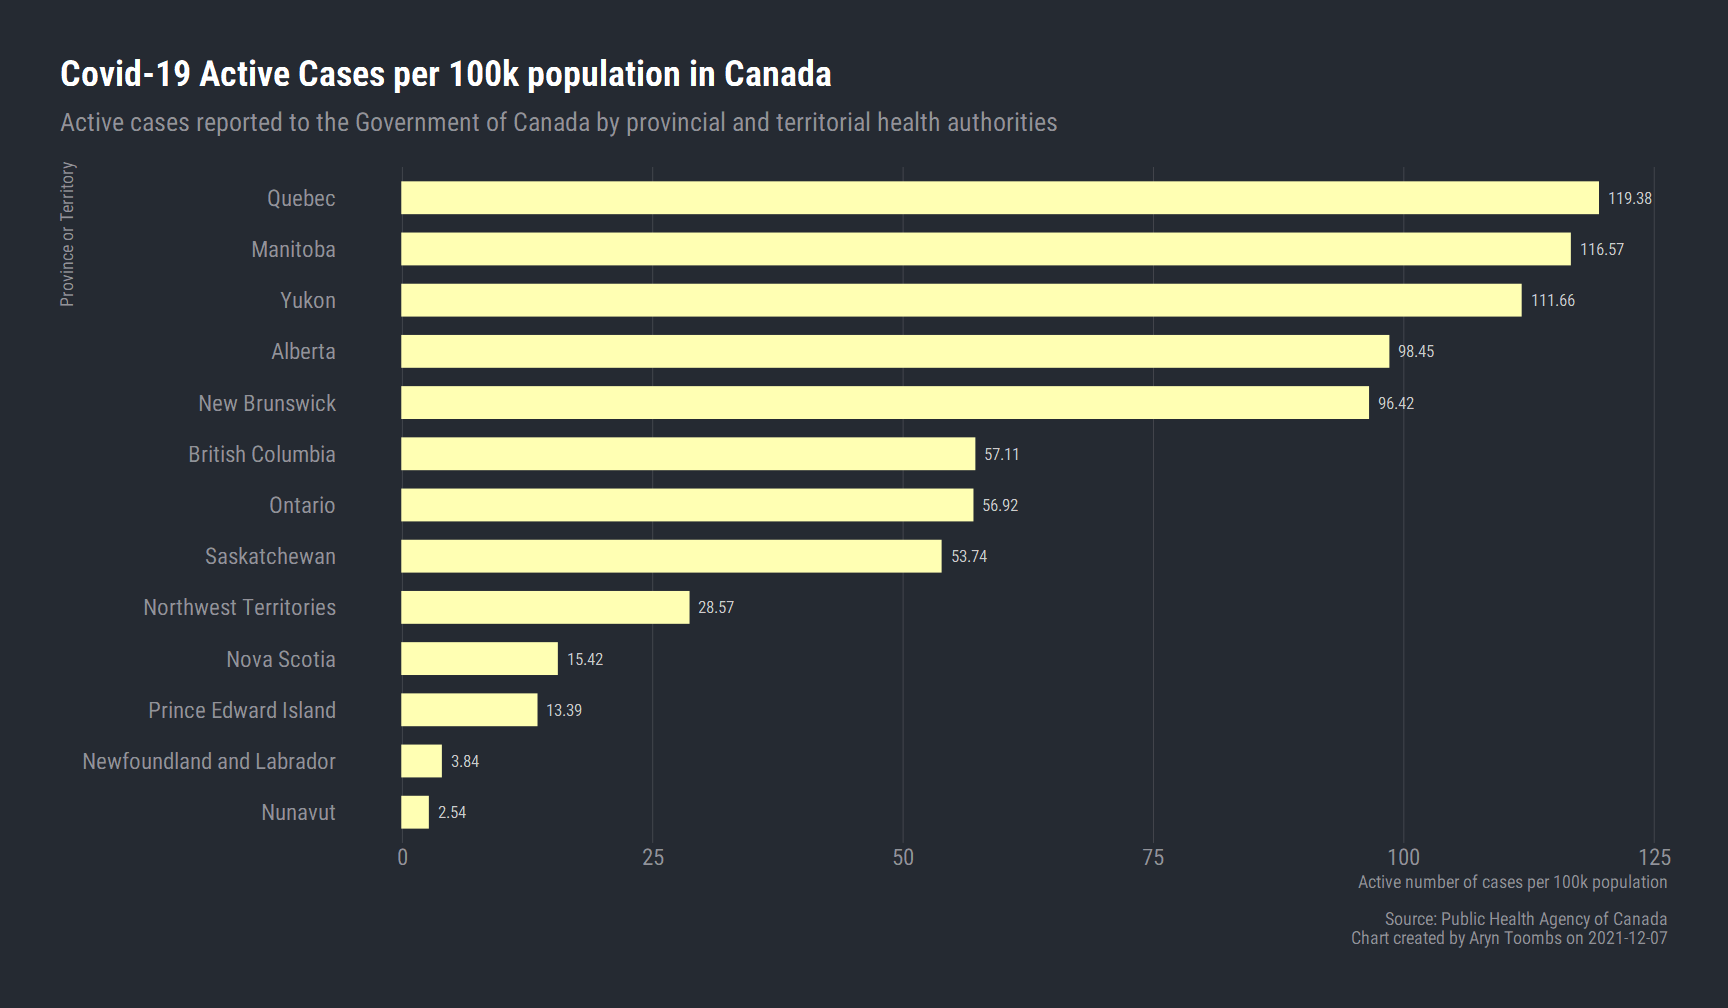 Covid-19 Active Cases per 100k population in Canada
Active cases reported to the Government of Canada by provincial and territorial health authorities
Province or Territory
Quebec 119.38
Manitoba 116.57
Yukon 111.66
Alberta 98.45
New Brunswick 96.42
British Columbia 57.11
Ontario 56.92
Saskatchewan 53.74
Northwest Territories 28.57
Nova Scotia 15.42
Prince Edward Island 13.39
Newfoundland and Labrador 3.84
Nunavut 2.54
0 25 50 75 100 125
Active number of cases per 100k population
Source: Public Health Agency of Canada
Chart created by Aryn Toombs on 2021-12-07